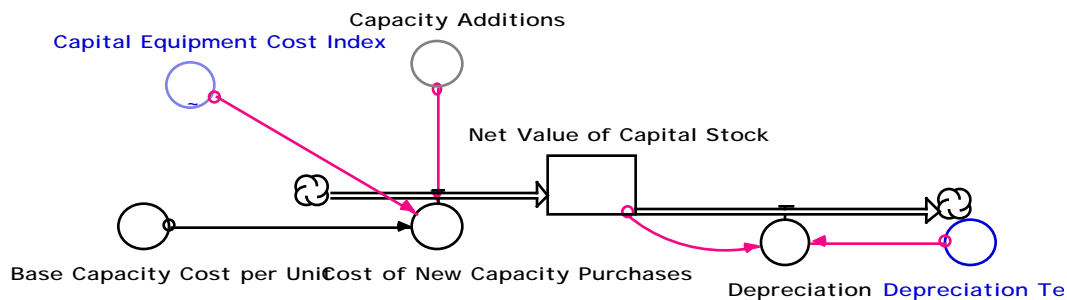 Capacity Additions
Capital Equipment Cost Index
~
Net Value of Capital Stock
Base Capacity Cost per Unit
Cost of New Capacity Purchases
Depreciation
Depreciation Te